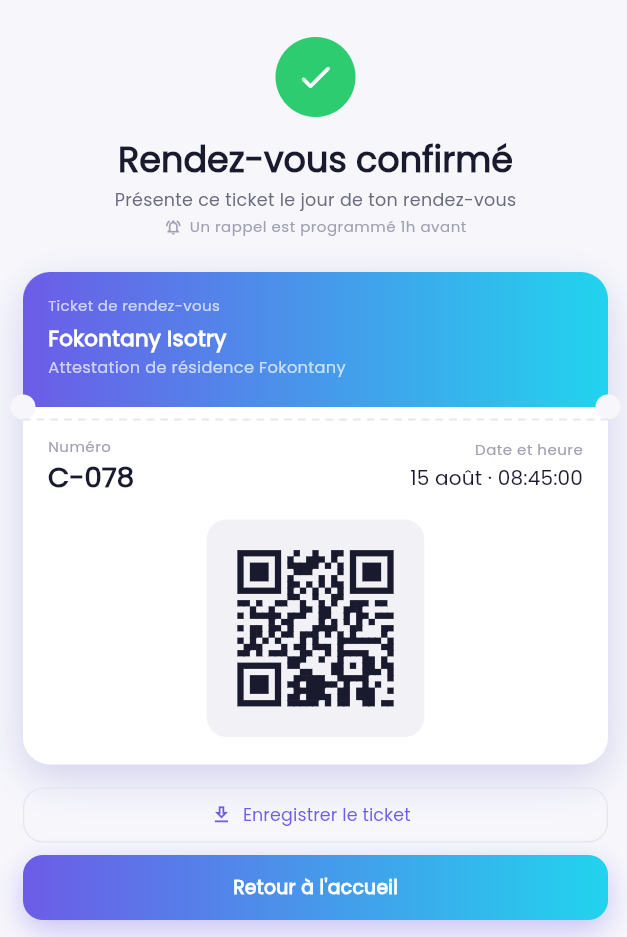 Rendez-vous confirmé
Présente ce ticket le jour de ton rendez-vous
Un rappel est programmé 1h avant
Ticket de rendez-vous
Fokontany Isotry
Attestation de résidence Fokontany
Numéro
C-078
Date et heure
15 août · 08:45:00
Enregistrer le ticket
Retour à l'accueil